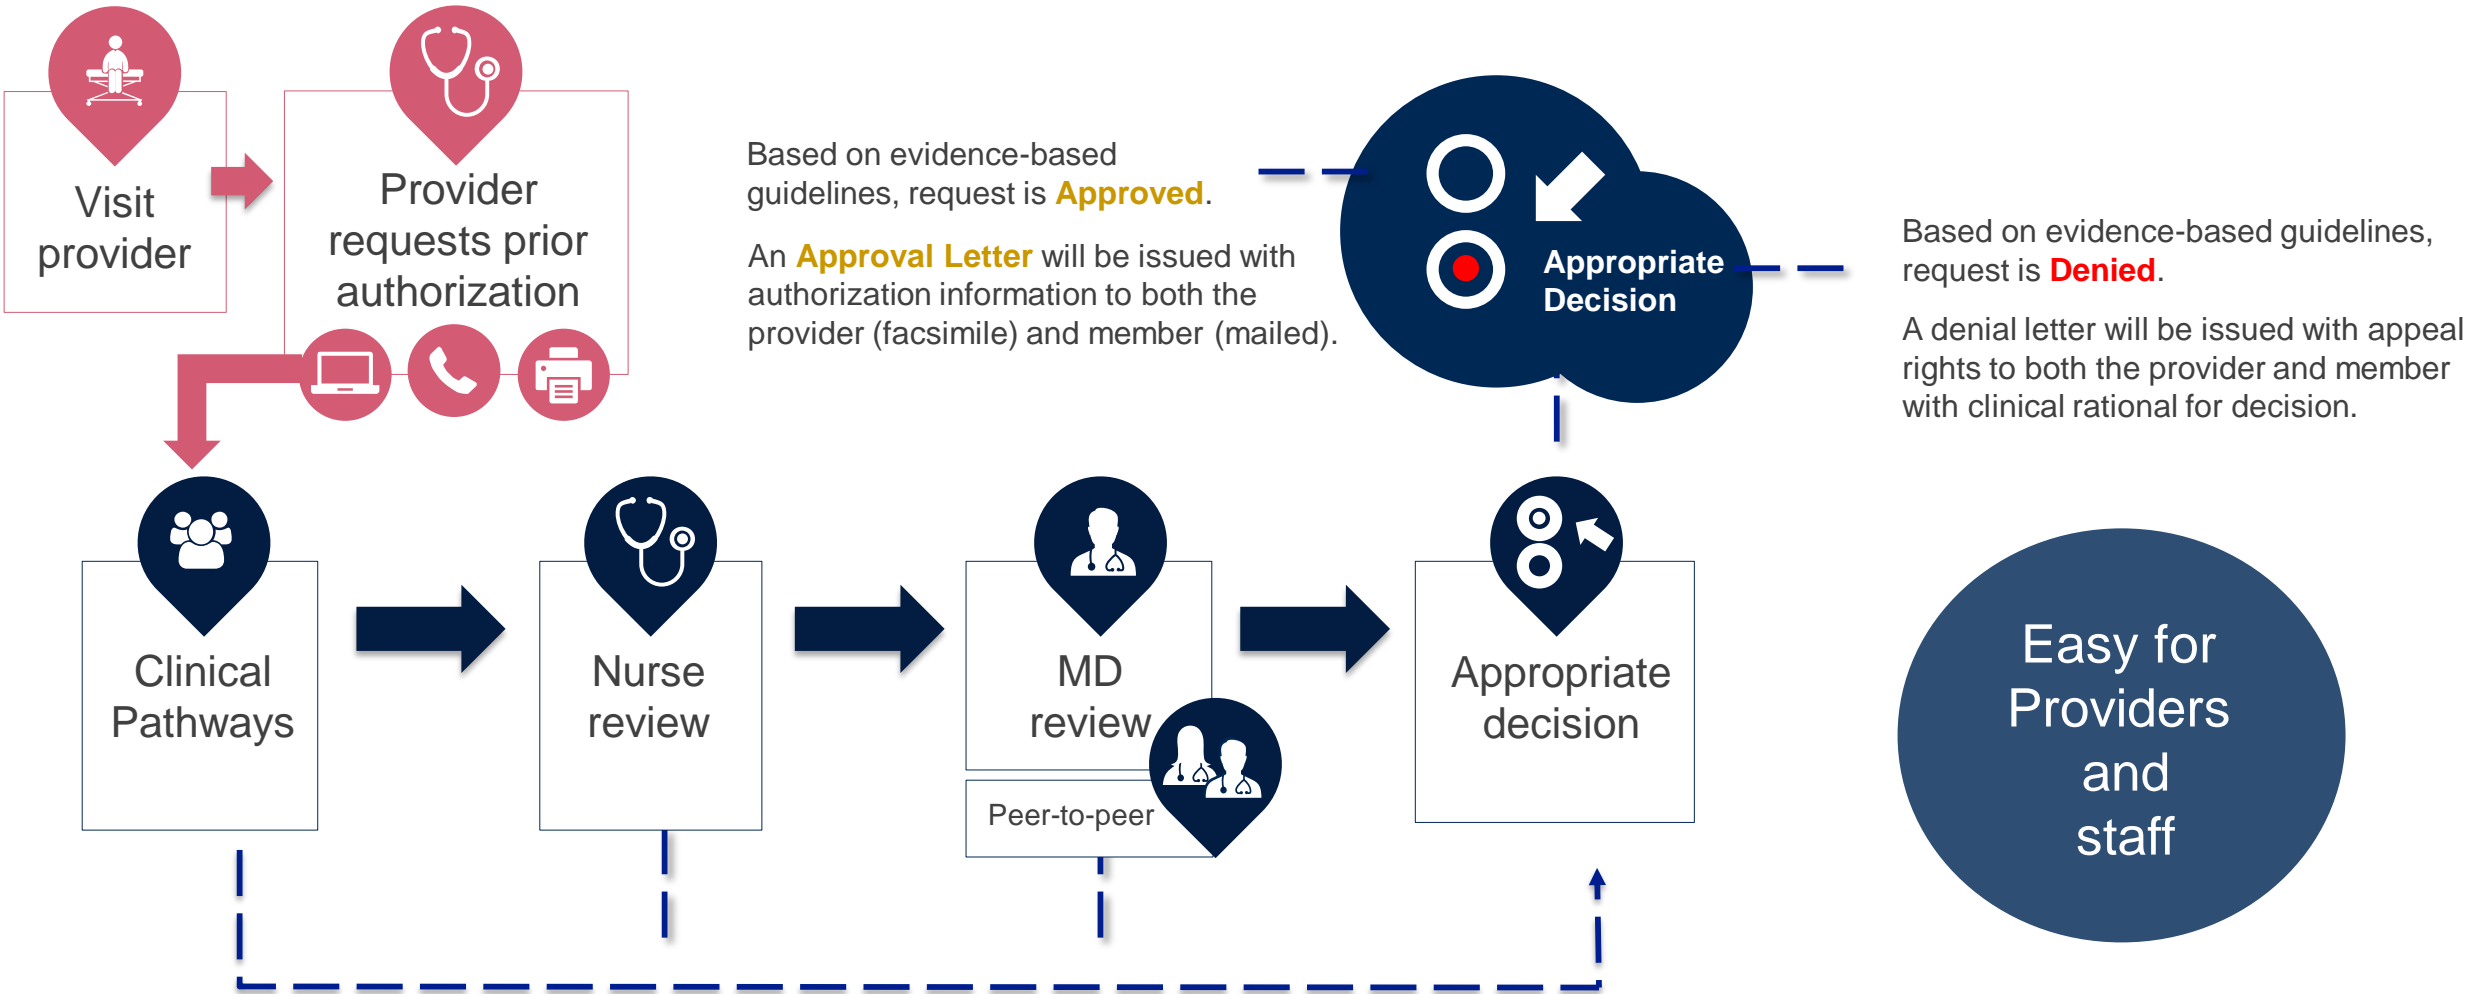 Visit
provider
Provider
requests prior
authorization
Based on evidence-based
guidelines, request is Approved.
An Approval Letter will be issued with
authorization information to both the
provider (facsimile) and member (mailed).
Appropriate
Decision
Based on evidence-based guidelines,
request is Denied.
A denial letter will be issued with appeal
rights to both the provider and member
with clinical rational for decision.
Clinical
Pathways
Nurse
review
MD
review
Peer-to-peer
Appropriate
decision
Easy for
Providers
and
staff